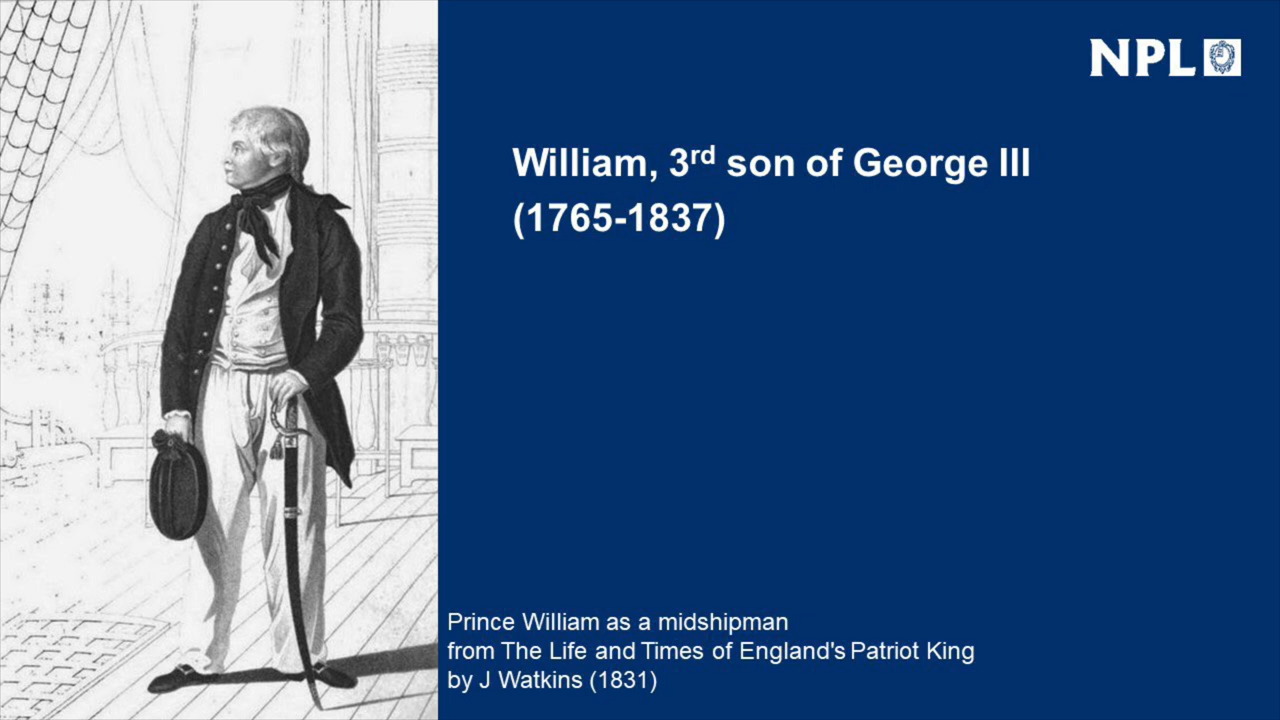 NPL
William, 3rd son of George III
(1765-1837)
Prince William as a midshipman
from The Life and Times of England's Patriot King
by J Watkins (1831)